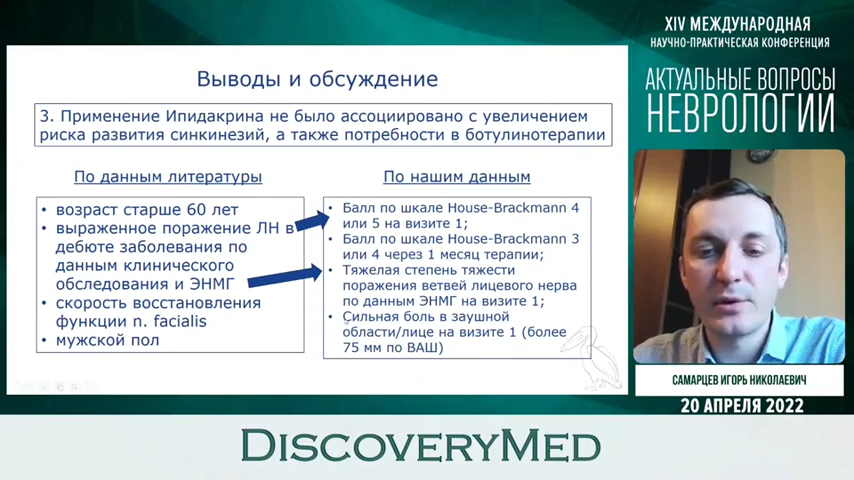 XIV МЕЖДУНАРОДНАЯ
НАУЧНО-ПРАКТИЧЕСКАЯ КОНФЕРЕНЦИЯ
АКТУАЛЬНЫЕ ВОПРОСЫ
НЕВРОЛОГИИ
Выводы и обсуждение
3. Применение Ипидакрина не было ассоциировано с увеличением
риска развития синкинезий, а также потребности в ботулинотерапии
По данным литературы
• возраст старше 60 лет
• выраженное поражение ЛН в
дебюте заболевания по
данным клинического
обследования и ЭНМГ
• скорость восстановления
функции n. facialis
• мужской пол
По нашим данным
• Балл по шкале House-Brackmann 4
или 5 на визите 1;
• Балл по шкале House-Brackmann 3
или 4 через 1 месяц терапии;
• Тяжелая степень тяжести
поражения ветвей лицевого нерва
по данным ЭНМГ на визите 1;
• Сильная боль в заушной
области/лице на визите 1 (более
75 мм по ВАШ)
САМАРЦЕВ ИГОРЬ НИКОЛАЕВИЧ
20 АПРЕЛЯ 2022
DISCOVERYMED